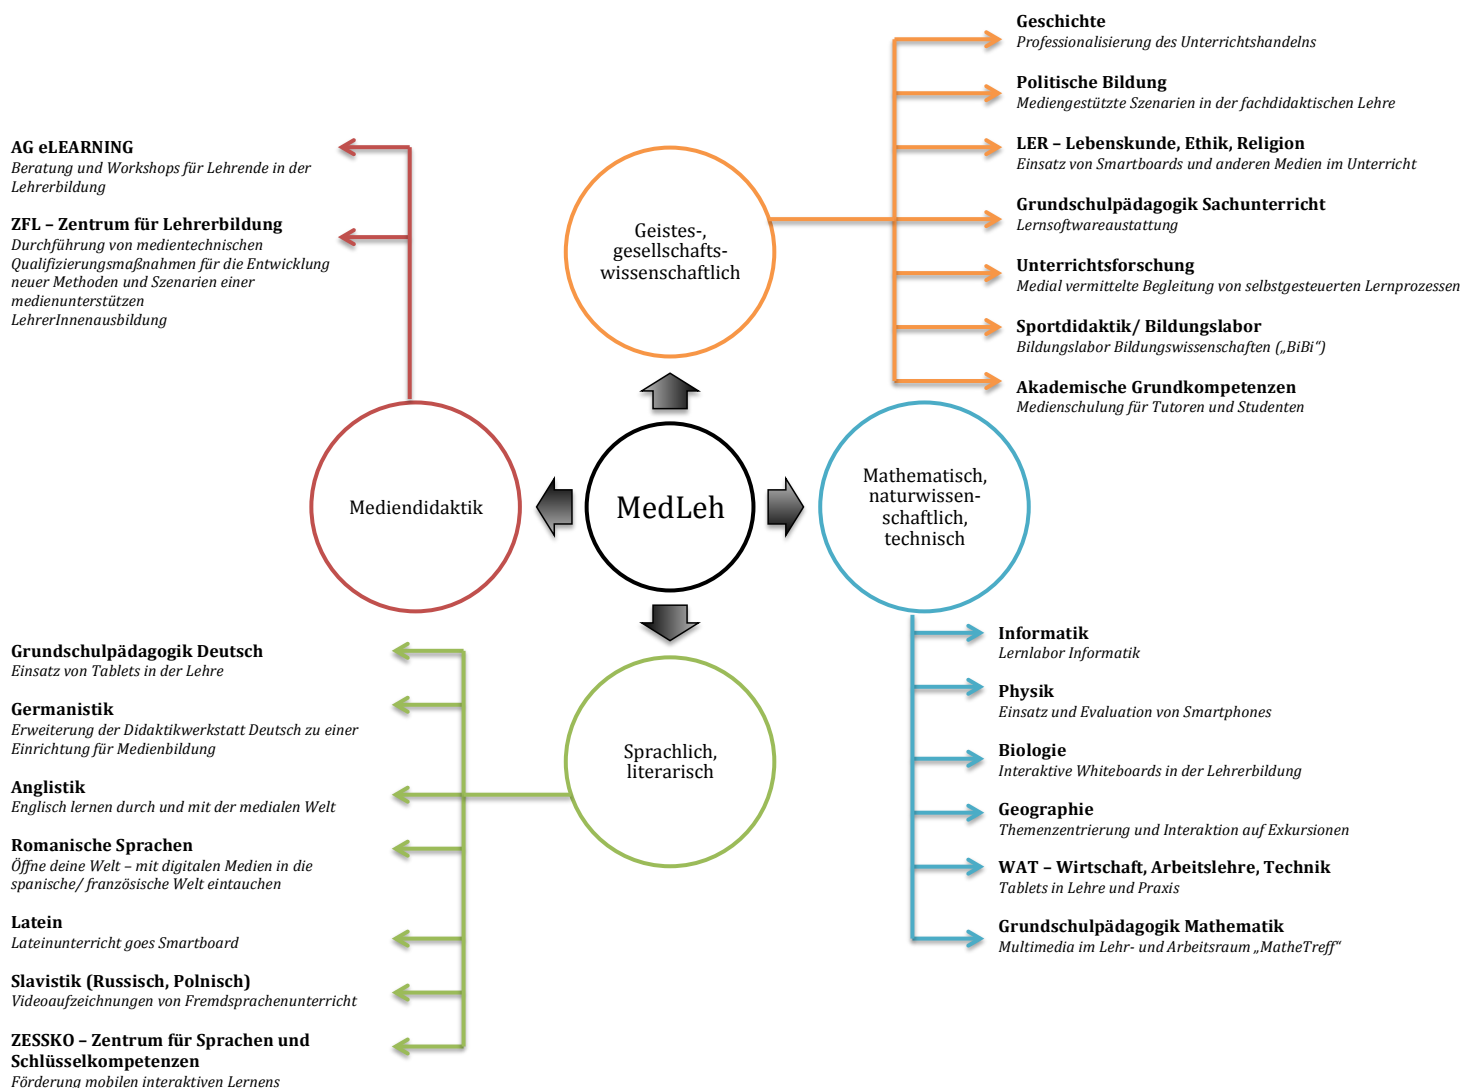 AG eLEARNING
Beratung und Workshops für Lehrende in der
Lehrerbildung
ZFL – Zentrum für Lehrerbildung
Durchführung von medientechnischen
Qualifizierungsmaßnahmen für die Entwicklung
neuer Methoden und Szenarien einer
medienunterstützen
LehrerInnenausbildung
Geistes-,
gesellschafts-
wissenschaftlich
Geschichte
Professionalisierung des Unterrichtshandelns
Politische Bildung
Mediengestützte Szenarien in der fachdidaktischen Lehre
LER – Lebenskunde, Ethik, Religion
Einsatz von Smartboards und anderen Medien im Unterricht
Grundschulpädagogik Sachunterricht
Lernsoftwareaustattung
Unterrichtsforschung
Medial vermittelte Begleitung von selbstgesteuerten Lernprozessen
Sportdidaktik/ Bildungslabor
Bildungslabor Bildungswissenschaften („BiBi“)
Akademische Grundkompetenzen
Medienschulung für Tutoren und Studenten
Mediendidaktik
MedLeh
Mathematisch,
naturwissen-
schaftlich,
technisch
Grundschulpädagogik Deutsch
Einsatz von Tablets in der Lehre
Germanistik
Erweiterung der Didaktikwerkstatt Deutsch zu einer
Einrichtung für Medienbildung
Anglistik
Englisch lernen durch und mit der medialen Welt
Romanische Sprachen
Öffne deine Welt – mit digitalen Medien in die
spanische/ französische Welt eintauchen
Latein
Lateinunterricht goes Smartboard
Slavistik (Russisch, Polnisch)
Videoaufzeichnungen von Fremdsprachenunterricht
ZESSKO – Zentrum für Sprachen und
Schlüsselkompetenzen
Förderung mobilen interaktiven Lernens
Sprachlich,
literarisch
Informatik
Lernlabor Informatik
Physik
Einsatz und Evaluation von Smartphones
Biologie
Interaktive Whiteboards in der Lehrerbildung
Geographie
Themenzentrierung und Interaktion auf Exkursionen
WAT – Wirtschaft, Arbeitslehre, Technik
Tablets in Lehre und Praxis
Grundschulpädagogik Mathematik
Multimedia im Lehr- und Arbeitsraum „MatheTreff“